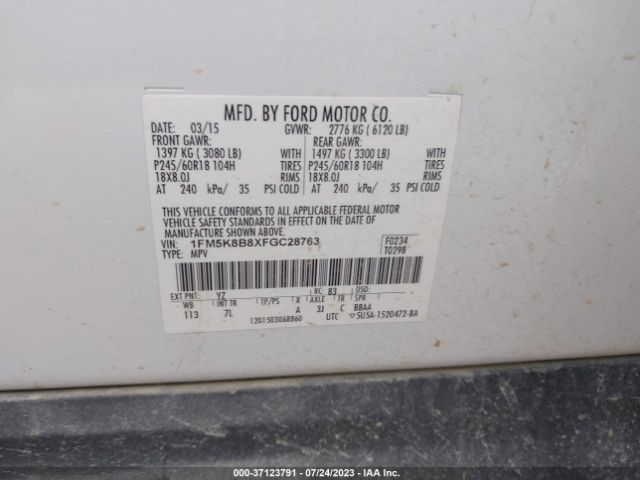 MFD. BY FORD MOTOR CO.
DATE: 03/15 GVWR: 2776 KG ( 6120 LB)
FRONT GAWR: REAR GAWR:
1397 KG ( 3080 LB) WITH 1497 KG ( 3300 LB) WITH
P245/60R18 104H TIRES P245/60R18 104H TIRES
18X8.0J RIMS 18X8.0J RIMS
AT 240 kPa/ 35 PSI COLD AT 240 kPa/ 35 PSI COLD
THIS VEHICLE CONFORMS TO ALL APPLICABLE FEDERAL MOTOR
VEHICLE SAFETY AND THEFT PREVENTION STANDARDS IN EFFECT ON THE DATE OF
MANUFACTURE SHOWN ABOVE.
VIN: 1FM5K8B8XFGC28763 F0234
TYPE: MPV T0298
EXT PNT: YZ RC: 83 DSO:
WB INT TR TP/PS R AXLE TR SPR
113 7L A 3J C BBAA
1201503068860 UTC 5U5A-1520472-BA
000-37123791 - 07/24/2023 - IAA Inc.